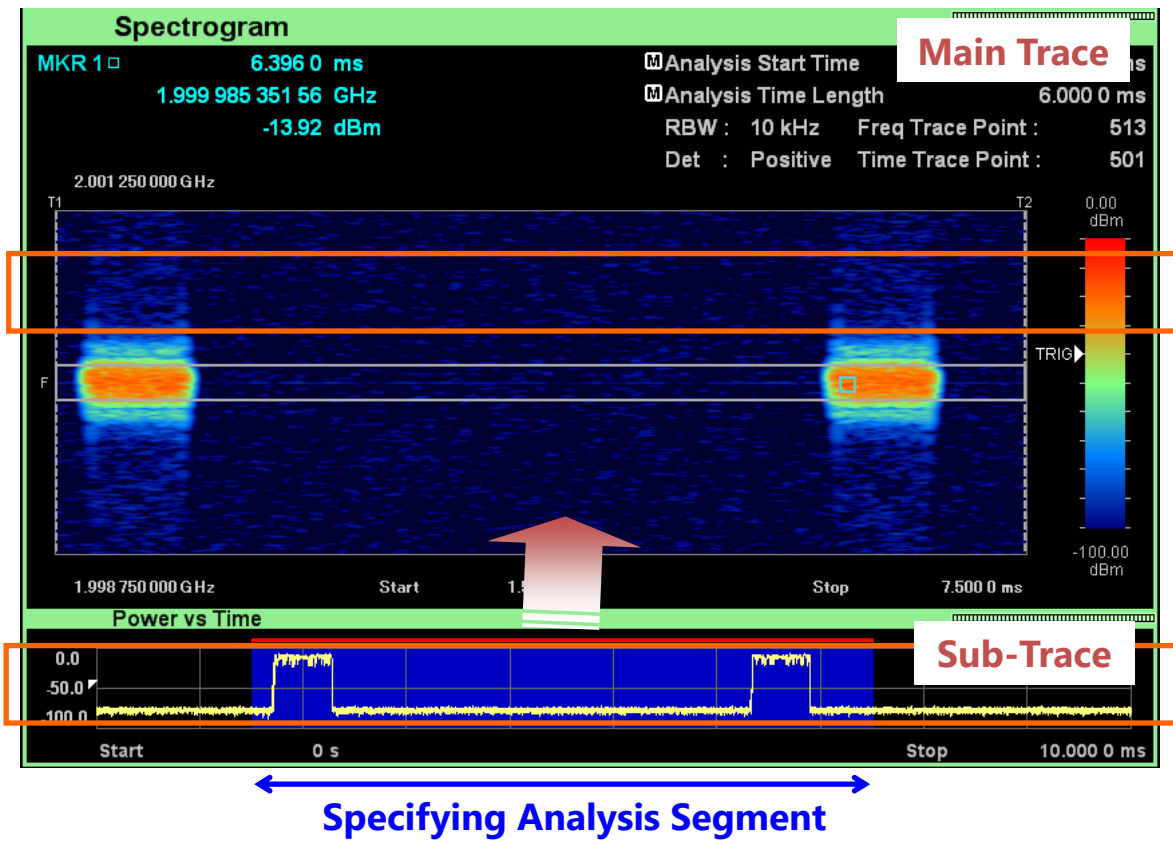 Spectrogram
Main Trace
MKR 1 6.396 0 ms
M Analysis Start Time ms
1.999 985 351 56 GHz
M Analysis Time Length 6.000 0 ms
-13.92 dBm
RBW : 10 kHz Freq Trace Point : 513
Det : Positive Time Trace Point : 501
2.001 250 000 GHz
T1 T2
0.00
dBm
TRIG
F
-100.00
dBm
1.998 750 000 GHz Start Stop 7.500 0 ms
Power vs Time
Sub-Trace
0.0
-50.0
-100.0
Start 0 s Stop 10.000 0 ms
Specifying Analysis Segment